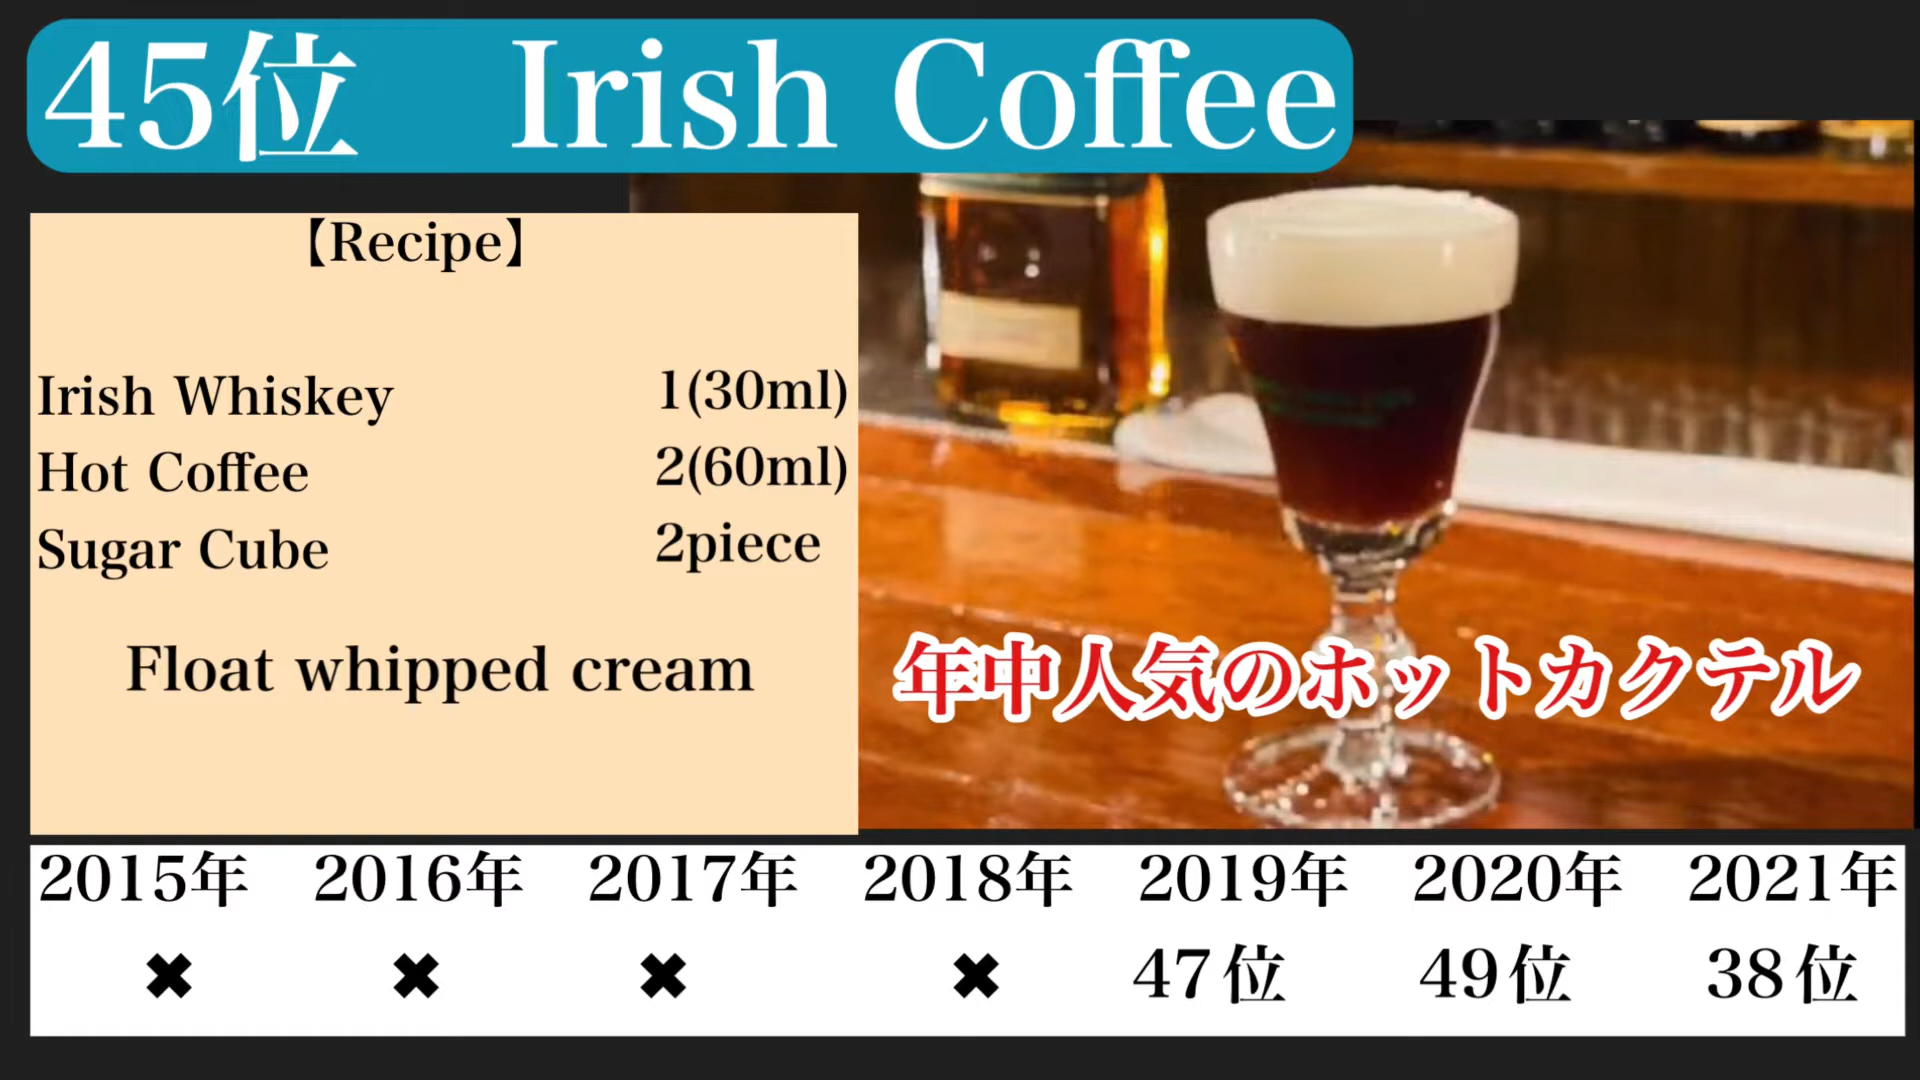 45位　Irish Coffee
【Recipe】
Irish Whiskey 1(30ml)
Hot Coffee 2(60ml)
Sugar Cube 2piece
Float whipped cream
年中人気のホットカクテル
2015年 2016年 2017年 2018年 2019年 2020年 2021年
✖ ✖ ✖ ✖ 47位 49位 38位